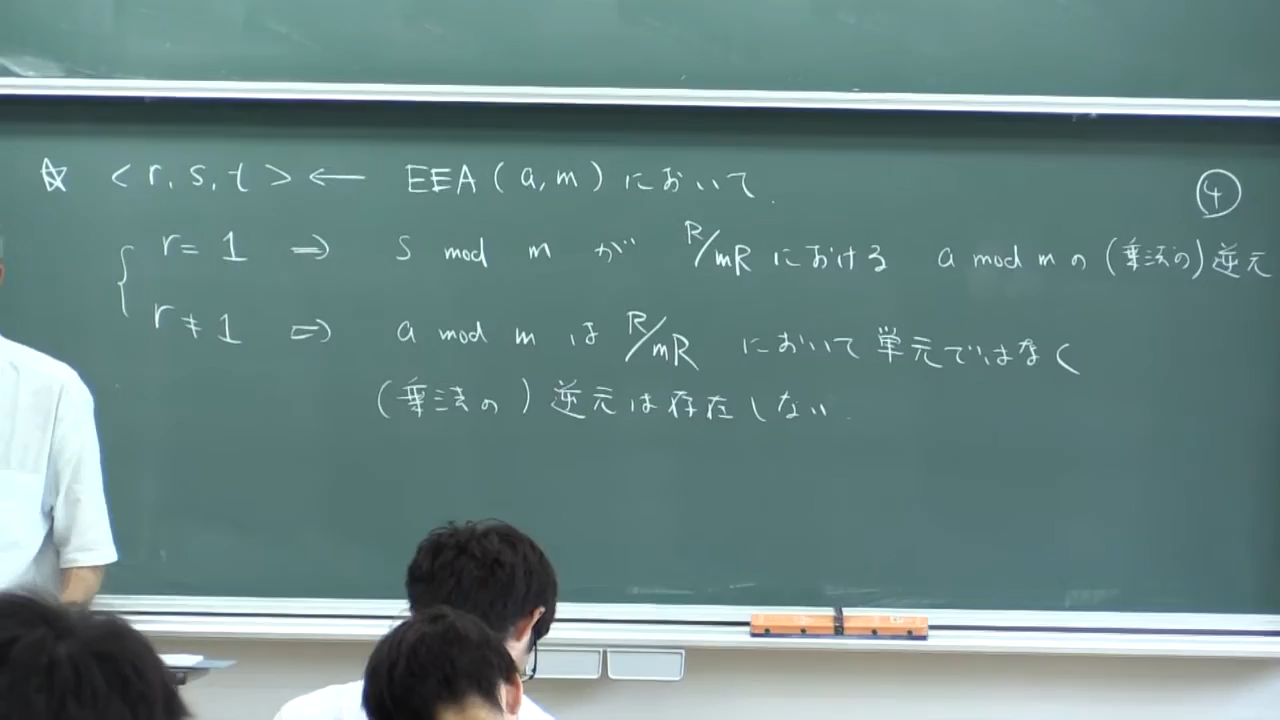 ☆ < r, s, t > ← EEA ( a, m ) において. ④
r = 1 ⇒ s mod m が R/mR における a mod m の (乗法の) 逆元
r ≠ 1 ⇒ a mod m は R/mR において 単元ではなく
(乗法の) 逆元は存在しない.